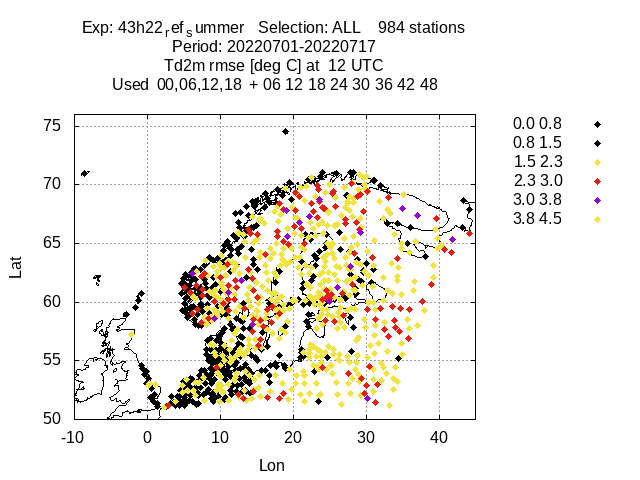 Exp: 43h22refsummer Selection: ALL 984 stations
Period: 20220701-20220717
Td2m rmse [deg C] at 12 UTC
Used 00,06,12,18 + 06 12 18 24 30 36 42 48
0.0 0.8
0.8 1.5
1.5 2.3
2.3 3.0
3.0 3.8
3.8 4.5
75
70
65
60
55
50
Lat
-10 0 10 20 30 40
Lon